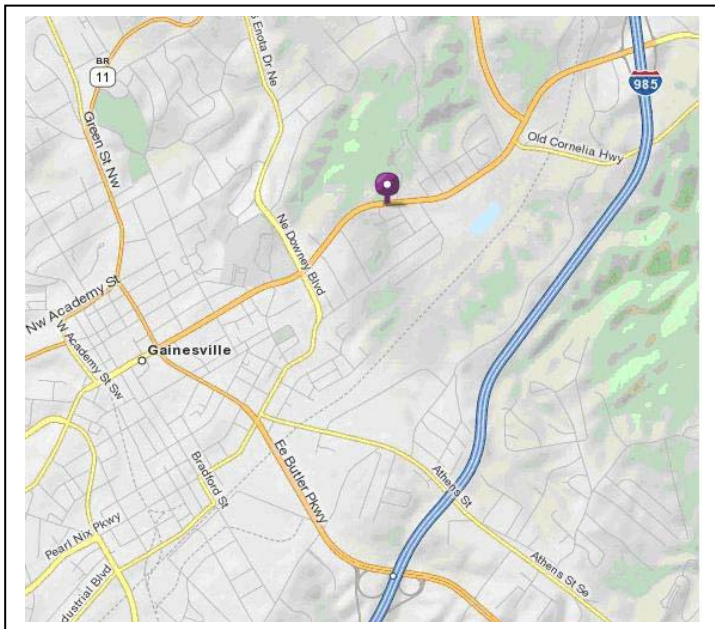 S Enota Dr Ne
BR
11
985
Green St Nw
Old Cornelia Hwy
Ne Downey Blvd
Nw Academy St
Gainesville
W Academy St Sw
Bradford St
Ee Butler Pkwy
Athens St
Pearl Nix Pkwy
Athens St Se
dustrial Blvd